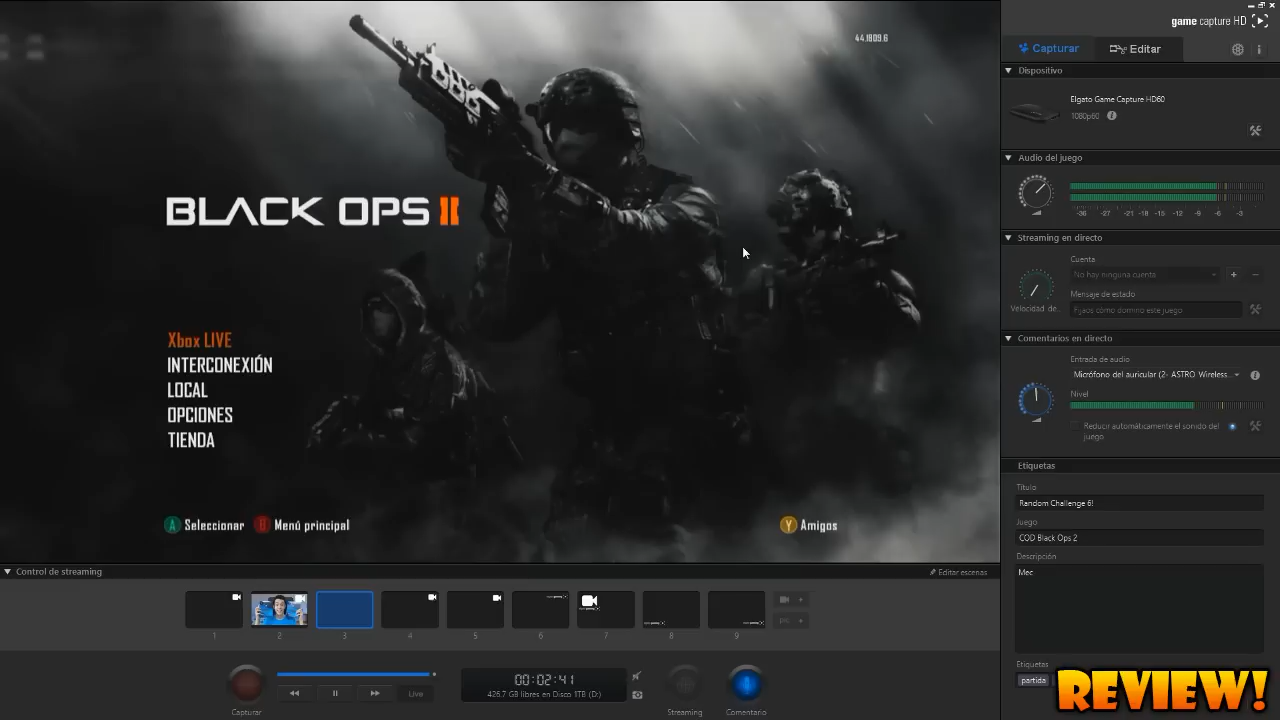 game capture HD
44.1809.6
Capturar
Editar
Dispositivo
Elgato Game Capture HD60
1080p60
Audio del juego
-36 -27 -21 -18 -15 -12 -9 -6 -3
BLACK OPS II
Streaming en directo
Cuenta
No hay ninguna cuenta
Mensaje de estado
Velocidad de..
Fíjate cómo domino este juego
Xbox LIVE
INTERCONEXIÓN
LOCAL
OPCIONES
TIENDA
Comentarios en directo
Entrada de audio
Micrófono del auricular (2- ASTRO Wireless...
Nivel
Reducir automáticamente el sonido del
juego
Etiquetas
Título
Random Challenge 6!
Juego
COD Black Ops 2
Descripción
Mec
A Seleccionar B Menú principal
Y Amigos
Control de streaming
Editar escenas
1 2 3 4 5 6 7 8 9
Live
00:02:41
426.7 GB libres en Disco 1TB (D:)
Capturar
Streaming
Comentario
Etiquetas
partida
REVIEW!